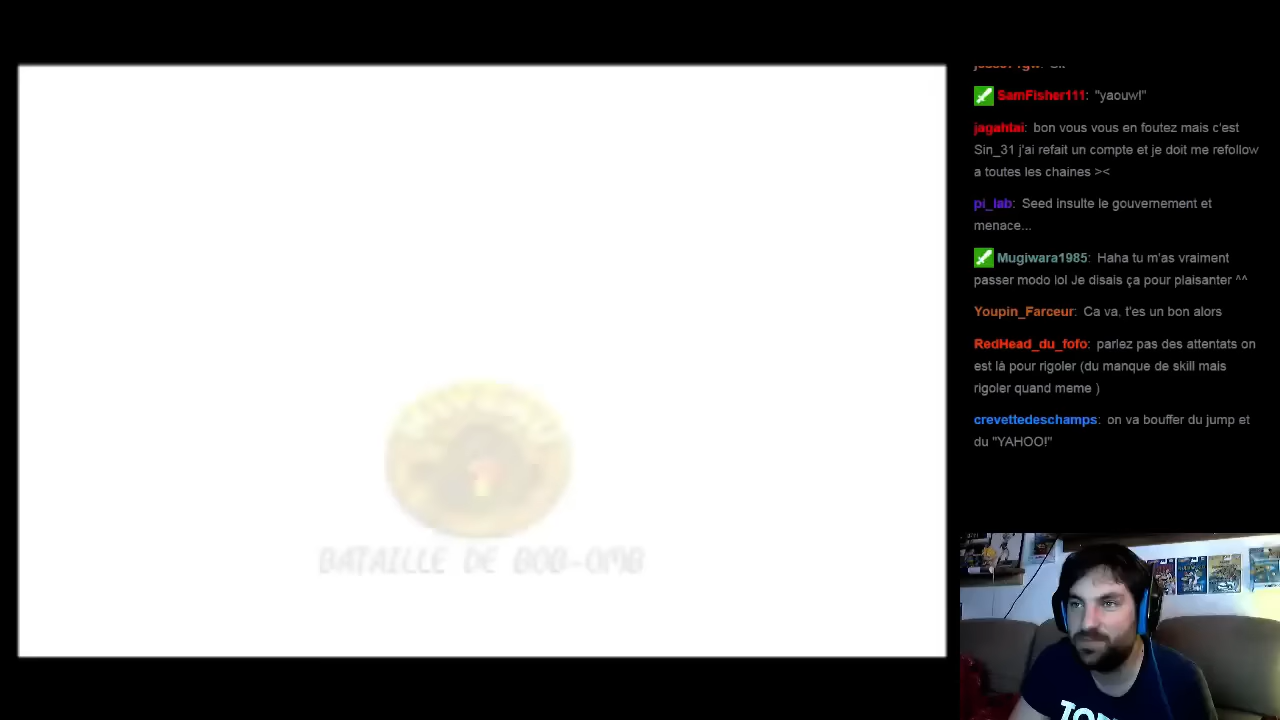 SamFisher111: "yaouw!"
jagahtai: bon vous vous en foutez mais c'est
Sin_31 j'ai refait un compte et je doit me refollow
a toutes les chaines ><
pi_lab: Seed insulte le gouvernement et
menace...
Mugiwara1985: Haha tu m'as vraiment
passer modo lol Je disais ça pour plaisanter ^^
Youpin_Farceur: Ca va, t'es un bon alors
RedHead_du_fofo: parlez pas des attentats on
est là pour rigoler (du manque de skill mais
rigoler quand meme )
crevettedeschamps: on va bouffer du jump et
du "YAHOO!"
BATAILLE DE BOB-OMB